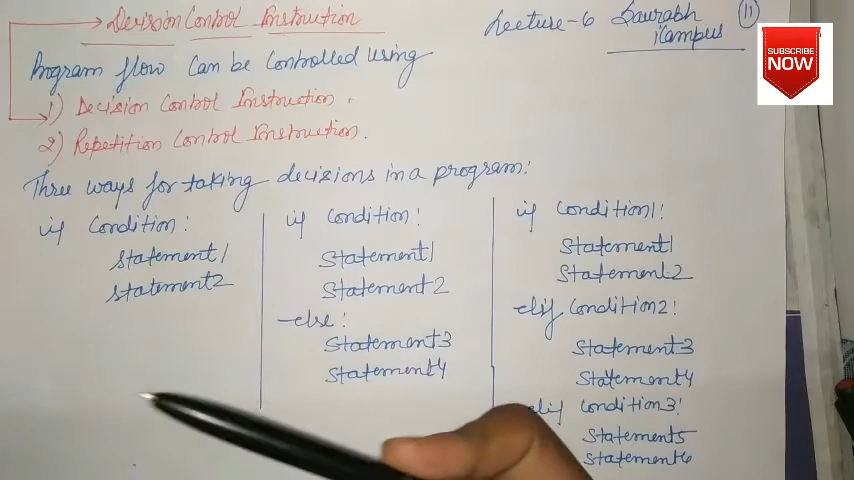 Decision Control Instruction
Lecture-6 Saurabh
iCampus
11
SUBSCRIBE
NOW
Program flow Can be Controlled using
1) Decision Control Instruction.
2) Repetition Control Instruction.
Three ways for taking decisions in a program:
if Condition:
statement1
statement2
if Condition:
Statement1
Statement2
else:
Statement3
Statement4
if Condition1:
Statement1
Statement2
elif Condition2:
Statement3
Statement4
elif Condition3:
Statement5
Statement6